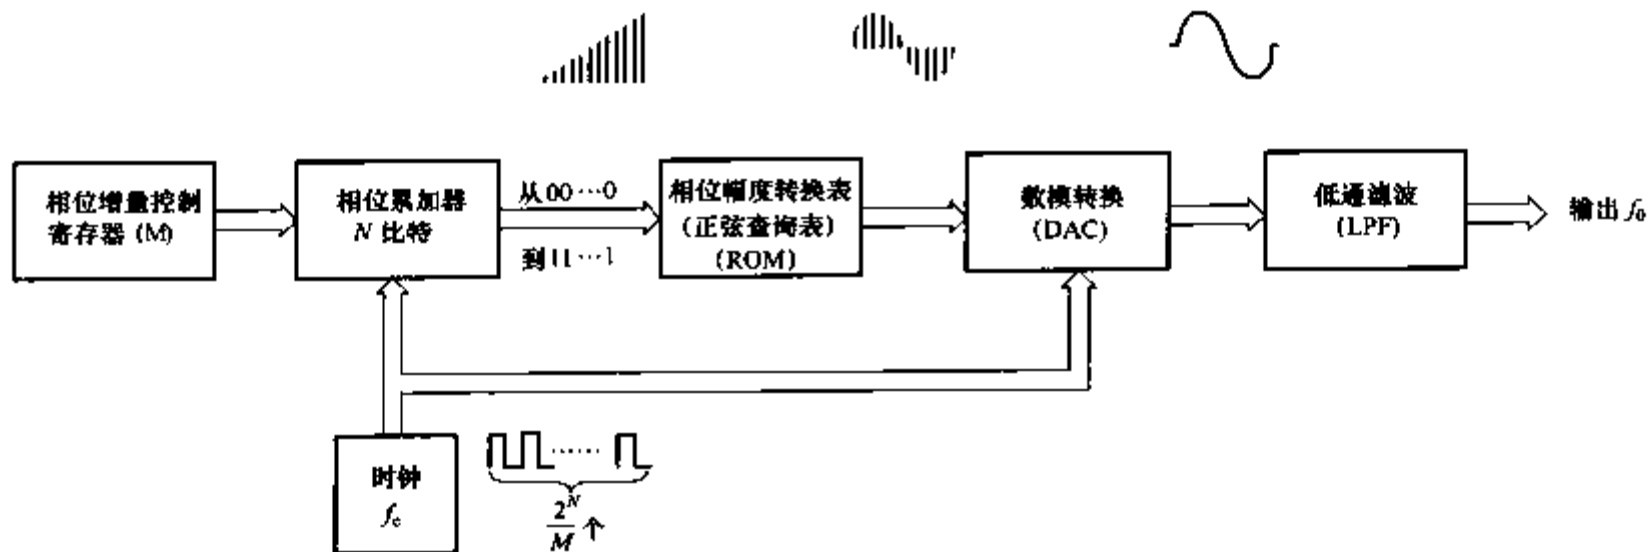 相位增量控制
寄存器 (M)
相位累加器
N 比特
从 00 … 0
到 11 … 1
相位幅度转换表
(正弦查询表)
(ROM)
数模转换
(DAC)
低通滤波
(LPF)
输出 f₀
时钟
f_c
……
2^N/M 个